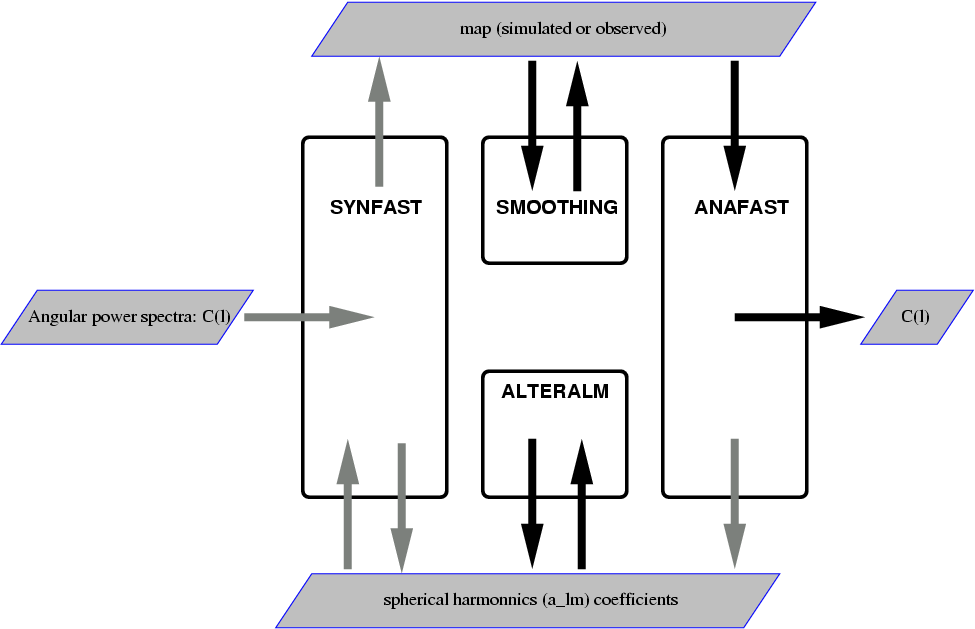 map (simulated or observed)
SYNFAST
SMOOTHING
ANAFAST
Angular power spectra: C(l)
C(l)
ALTERALM
spherical harmonnics (a_lm) coefficients